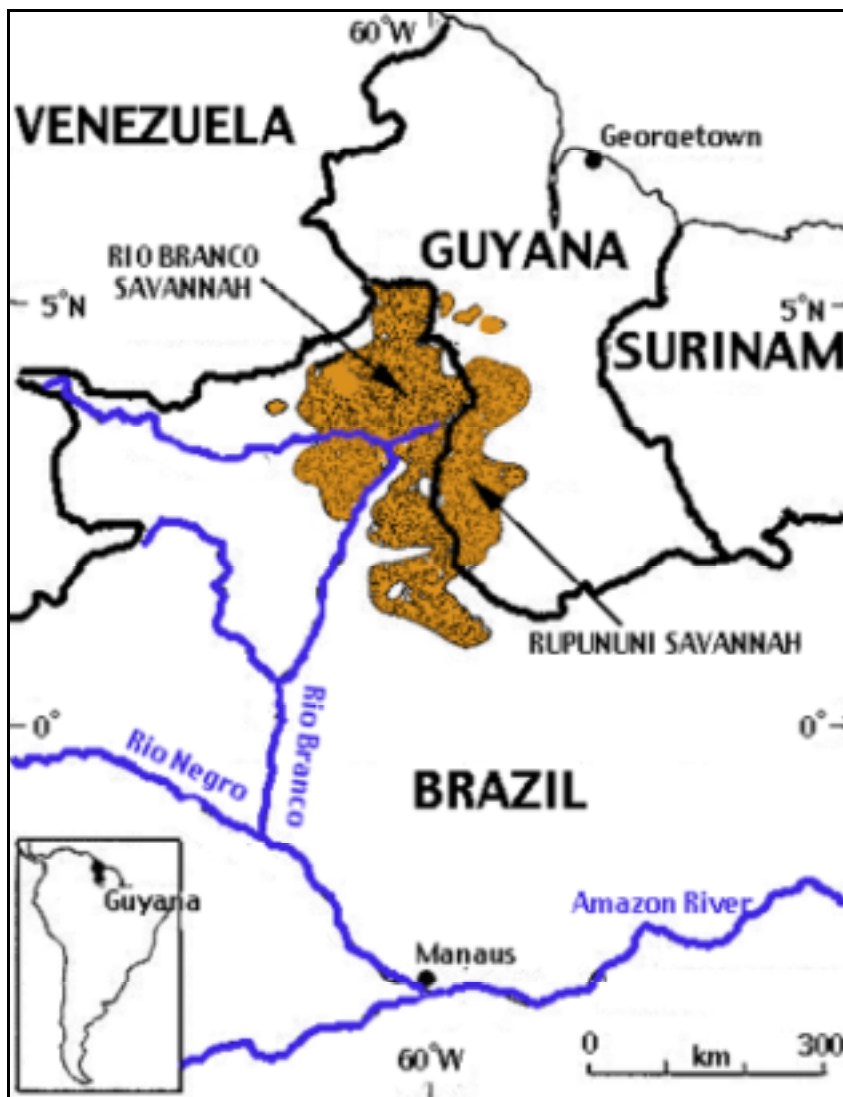 60°W
VENEZUELA
Georgetown
RIO BRANCO
SAVANNAH
GUYANA
5°N
5°N
SURINAM
RUPUNUNI SAVANNAH
Rio Branco
0°
0°
Rio Negro
BRAZIL
Guyana
Amazon River
Manaus
60°W
0
km
300